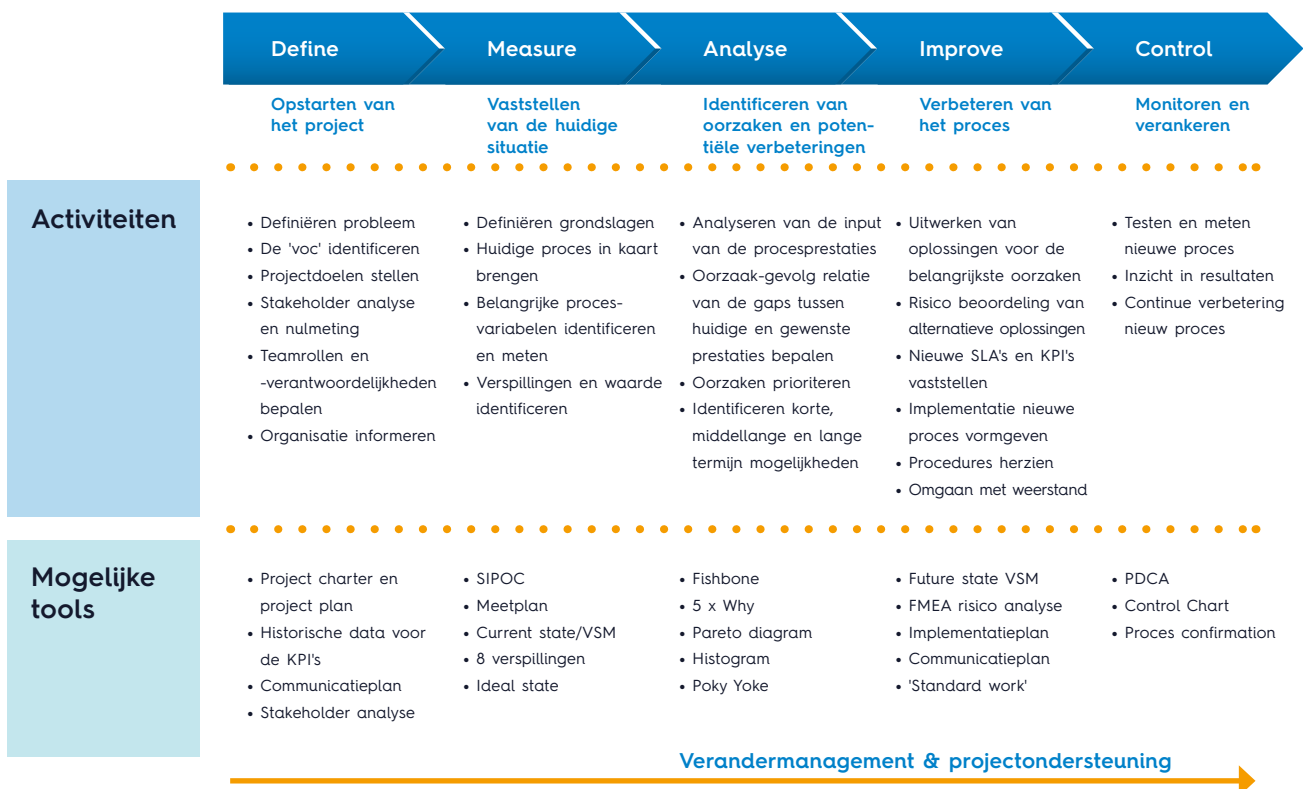 Define
Measure
Analyse
Improve
Control
Opstarten van
het project
Vaststellen
van de huidige
situatie
Identificeren van
oorzaken en poten-
tiële verbeteringen
Verbeteren van
het proces
Monitoren en
verankeren
Activiteiten
• Definiëren probleem
• De 'voc' identificeren
• Projectdoelen stellen
• Stakeholder analyse
en nulmeting
• Teamrollen en
-verantwoordelijkheden
bepalen
• Organisatie informeren
• Definiëren grondslagen
• Huidige proces in kaart
brengen
• Belangrijke proces-
variabelen identificeren
en meten
• Verspillingen en waarde
identificeren
• Analyseren van de input
van de procesprestaties
• Oorzaak-gevolg relatie
van de gaps tussen
huidige en gewenste
prestaties bepalen
• Oorzaken prioriteren
• Identificeren korte,
middellange en lange
termijn mogelijkheden
• Uitwerken van
oplossingen voor de
belangrijkste oorzaken
• Risico beoordeling van
alternatieve oplossingen
• Nieuwe SLA's en KPI's
vaststellen
• Implementatie nieuwe
proces vormgeven
• Procedures herzien
• Omgaan met weerstand
• Testen en meten
nieuwe proces
• Inzicht in resultaten
• Continue verbetering
nieuw proces
Mogelijke
tools
• Project charter en
project plan
• Historische data voor
de KPI's
• Communicatieplan
• Stakeholder analyse
• SIPOC
• Meetplan
• Current state/VSM
• 8 verspillingen
• Ideal state
• Fishbone
• 5 x Why
• Pareto diagram
• Histogram
• Poky Yoke
• Future state VSM
• FMEA risico analyse
• Implementatieplan
• Communicatieplan
• 'Standard work'
• PDCA
• Control Chart
• Proces confirmation
Verandermanagement & projectondersteuning